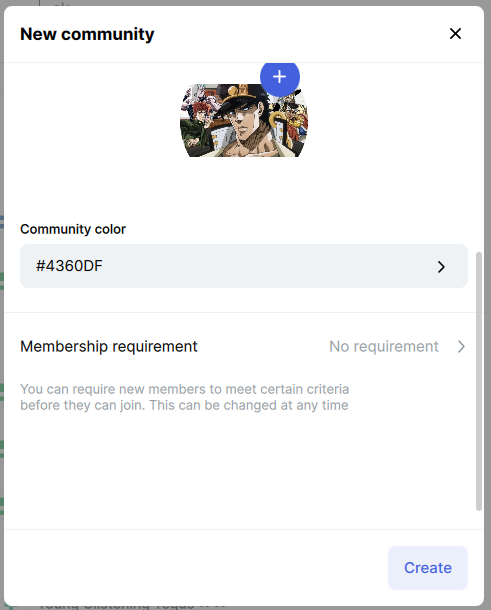 New community
Community color
#4360DF
Membership requirement
No requirement
You can require new members to meet certain criteria
before they can join. This can be changed at any time
Create